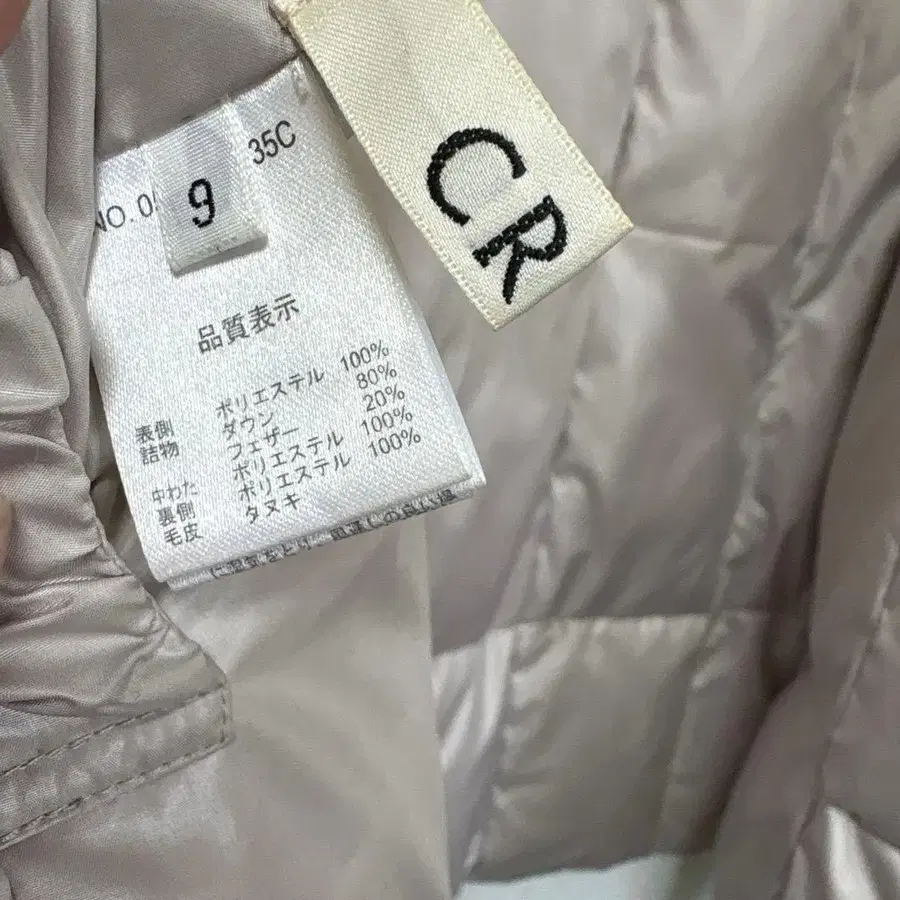 CR
35C
NO.0
9
品質表示
表側 ポリエステル 100%
詰物 ダウン 80%
フェザー 20%
中わた ポリエステル 100%
裏側 ポリエステル 100%
毛皮 タヌキ